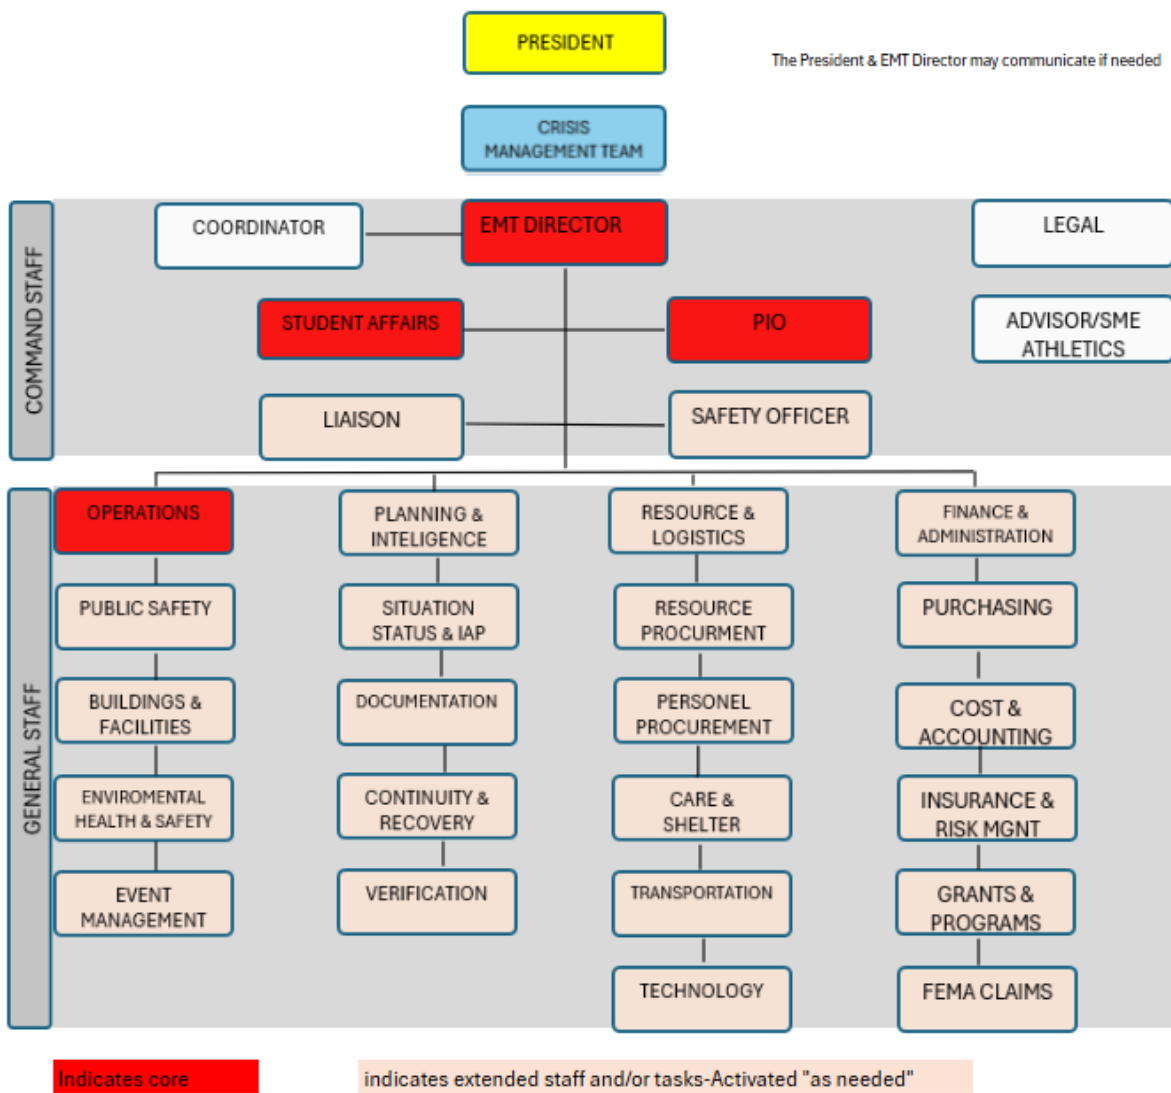 PRESIDENT
The President & EMT Director may communicate if needed
CRISIS
MANAGEMENT TEAM
COMMAND STAFF
COORDINATOR
EMT DIRECTOR
LEGAL
STUDENT AFFAIRS
PIO
ADVISOR/SME
ATHLETICS
LIAISON
SAFETY OFFICER
GENERAL STAFF
OPERATIONS
PLANNING &
INTELIGENCE
RESOURCE &
LOGISTICS
FINANCE &
ADMINISTRATION
PUBLIC SAFETY
SITUATION
STATUS & IAP
RESOURCE
PROCURMENT
PURCHASING
BUILDINGS &
FACILITIES
DOCUMENTATION
PERSONEL
PROCUREMENT
COST &
ACCOUNTING
ENVIROMENTAL
HEALTH & SAFETY
CONTINUITY &
RECOVERY
CARE &
SHELTER
INSURANCE &
RISK MGNT
EVENT
MANAGEMENT
VERIFICATION
TRANSPORTATION
GRANTS &
PROGRAMS
TECHNOLOGY
FEMA CLAIMS
Indicates core
indicates extended staff and/or tasks-Activated "as needed"